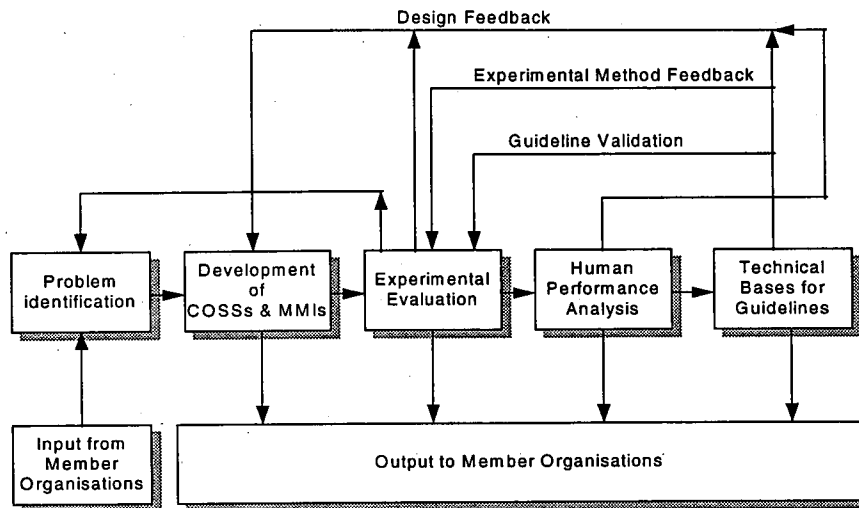 Design Feedback
Experimental Method Feedback
Guideline Validation
Problem
identification
Development
of
COSSs & MMIs
Experimental
Evaluation
Human
Performance
Analysis
Technical
Bases for
Guidelines
Input from
Member
Organisations
Output to Member Organisations